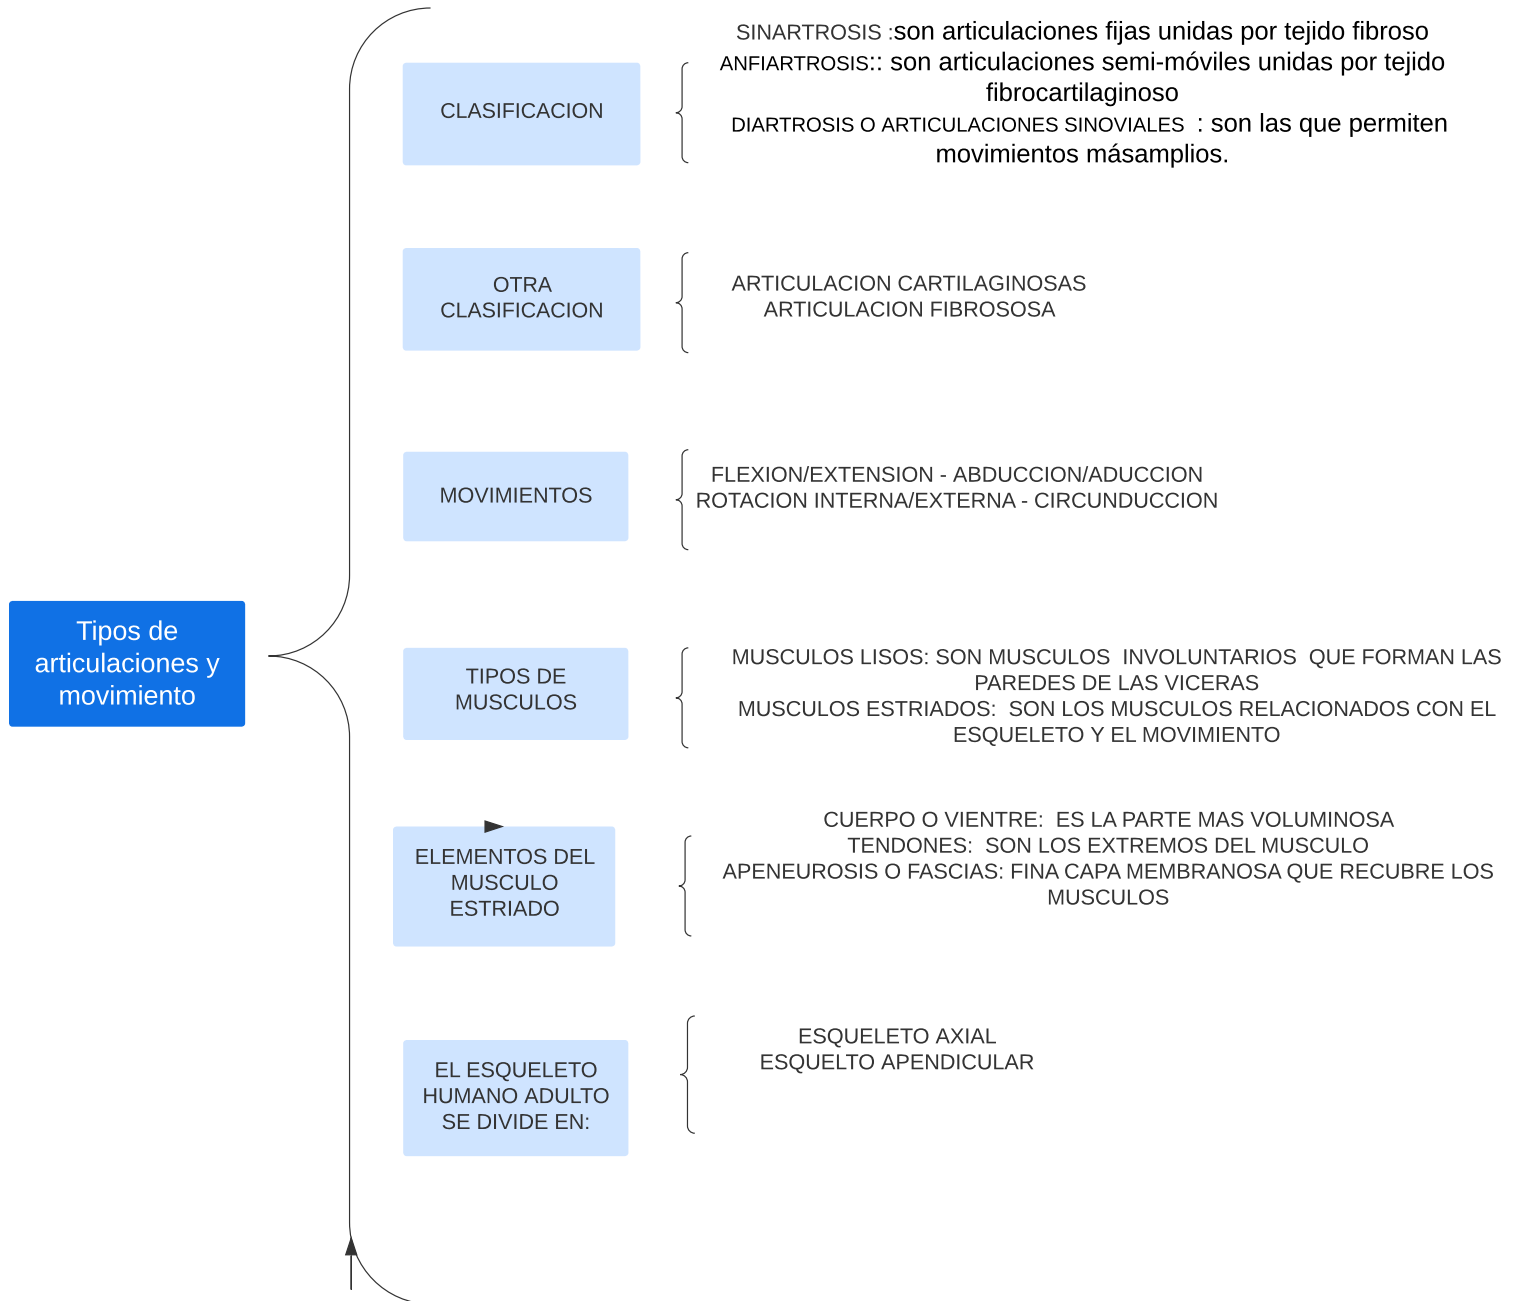 SINARTROSIS :son articulaciones fijas unidas por tejido fibroso
ANFIARTROSIS:: son articulaciones semi-móviles unidas por tejido
fibrocartilaginoso
DIARTROSIS O ARTICULACIONES SINOVIALES  : son las que permiten
movimientos másamplios.
CLASIFICACION
OTRA
CLASIFICACION
ARTICULACION CARTILAGINOSAS
ARTICULACION FIBROSOSA
MOVIMIENTOS
FLEXION/EXTENSION - ABDUCCION/ADUCCION
ROTACION INTERNA/EXTERNA - CIRCUNDUCCION
Tipos de
articulaciones y
movimiento
TIPOS DE
MUSCULOS
MUSCULOS LISOS: SON MUSCULOS  INVOLUNTARIOS  QUE FORMAN LAS
PAREDES DE LAS VICERAS
MUSCULOS ESTRIADOS:  SON LOS MUSCULOS RELACIONADOS CON EL
ESQUELETO Y EL MOVIMIENTO
ELEMENTOS DEL
MUSCULO
ESTRIADO
CUERPO O VIENTRE:  ES LA PARTE MAS VOLUMINOSA
TENDONES:  SON LOS EXTREMOS DEL MUSCULO
APENEUROSIS O FASCIAS: FINA CAPA MEMBRANOSA QUE RECUBRE LOS
MUSCULOS
EL ESQUELETO
HUMANO ADULTO
SE DIVIDE EN:
ESQUELETO AXIAL
ESQUELTO APENDICULAR